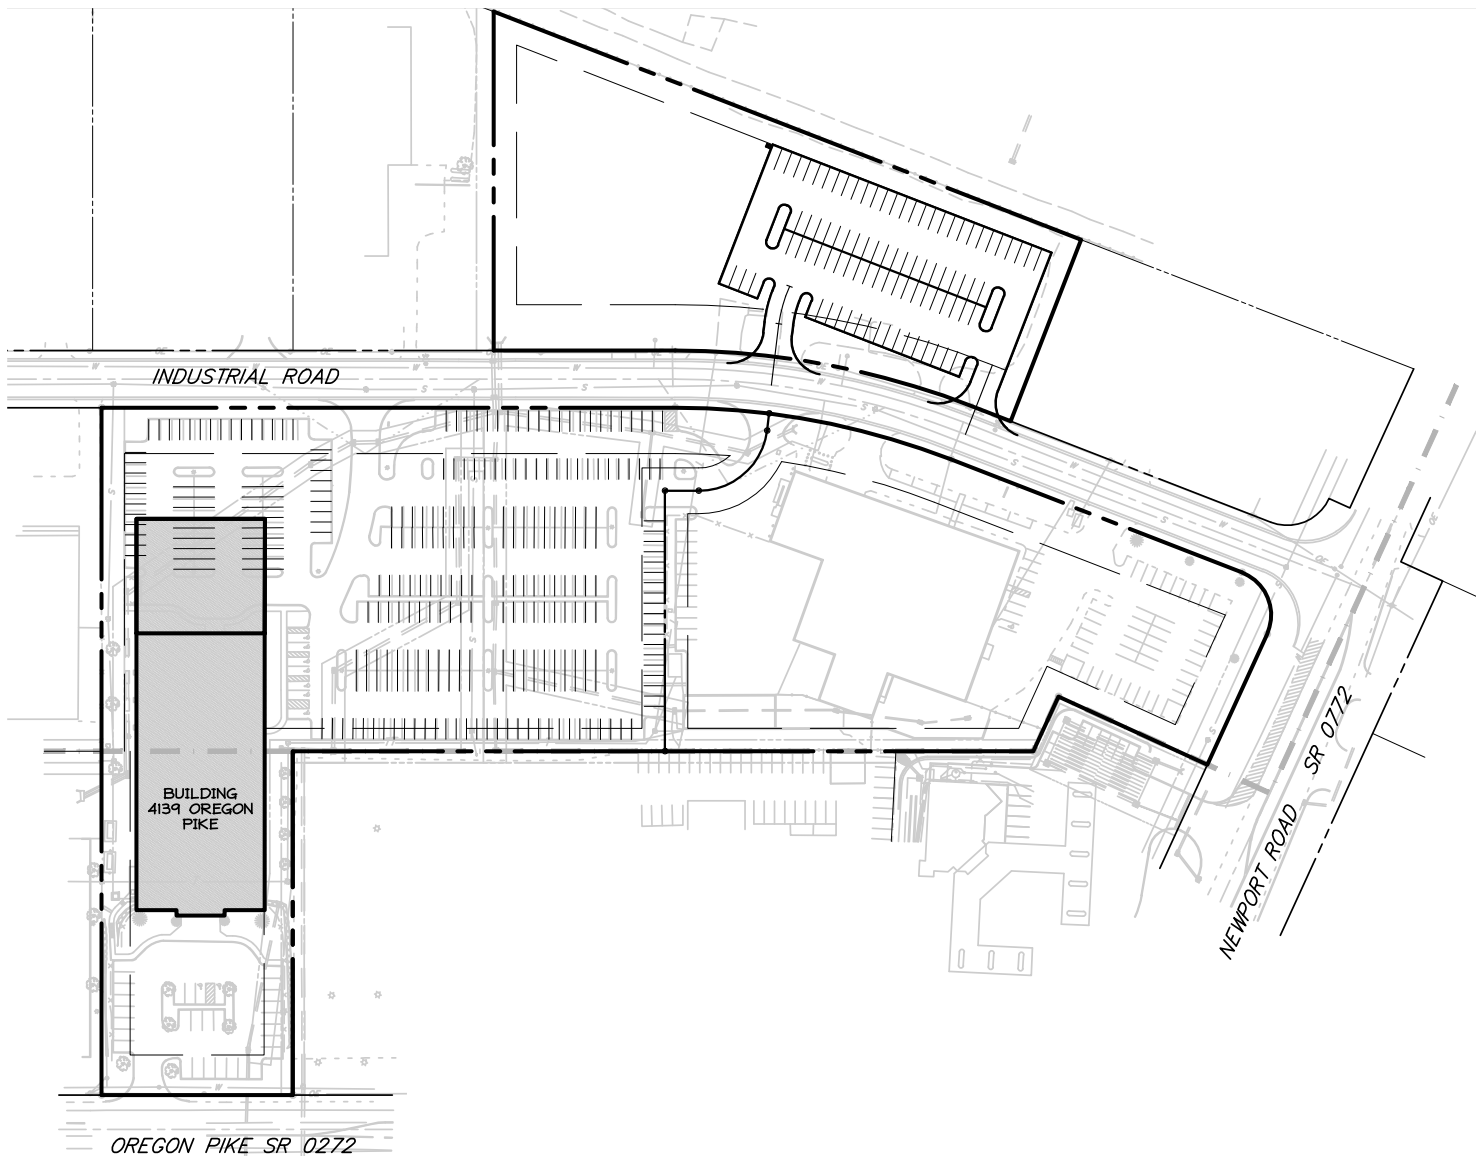 INDUSTRIAL ROAD
SR 0772
BUILDING
4139 OREGON
PIKE
NEWPORT ROAD
OREGON PIKE SR 0272